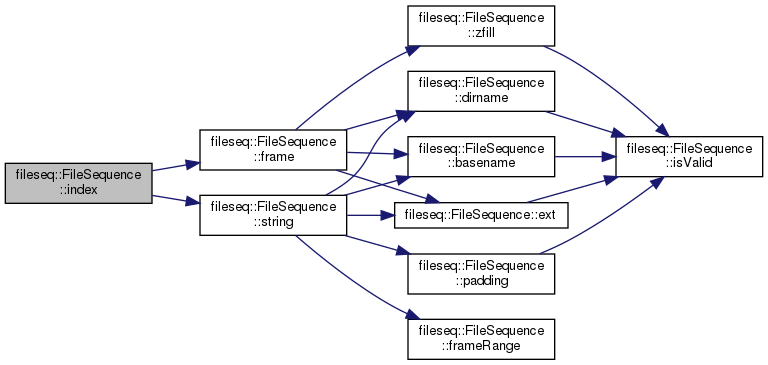 fileseq::FileSequence
::index
fileseq::FileSequence
::frame
fileseq::FileSequence
::string
fileseq::FileSequence
::zfill
fileseq::FileSequence
::dirname
fileseq::FileSequence
::basename
fileseq::FileSequence::ext
fileseq::FileSequence
::padding
fileseq::FileSequence
::frameRange
fileseq::FileSequence
::isValid